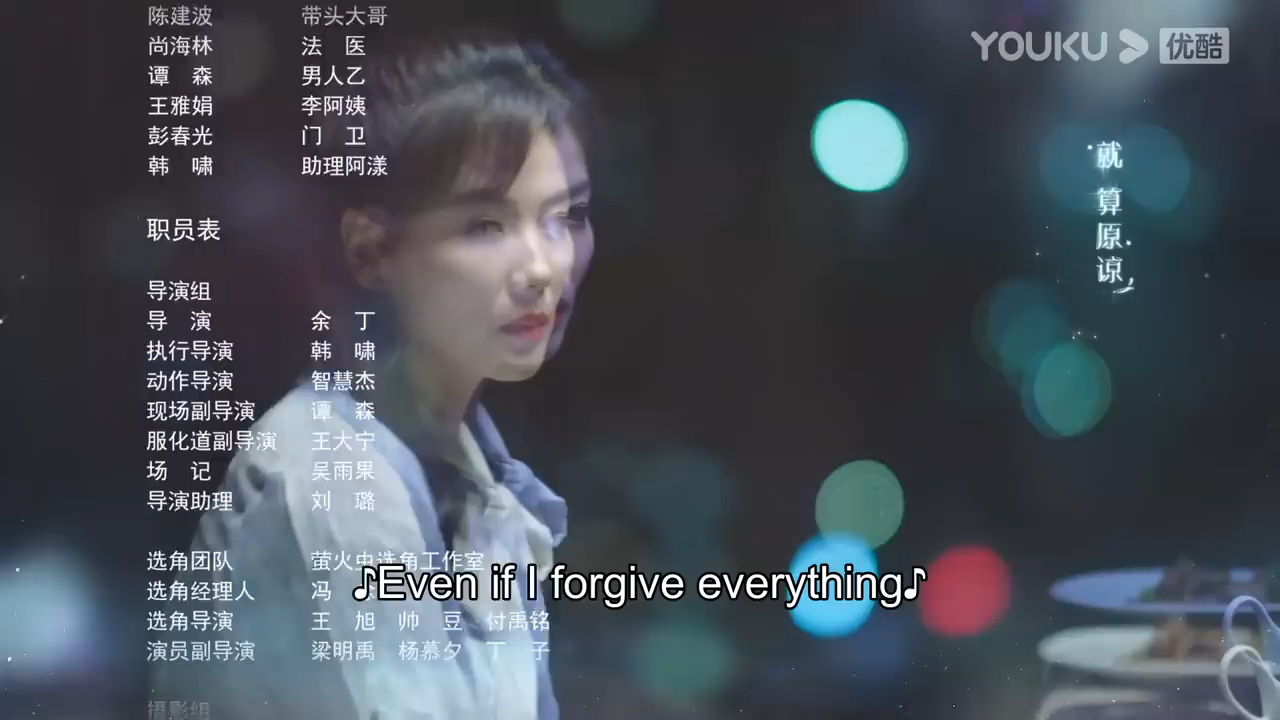 陈建波 带头大哥
尚海林 法 医
谭 森 男人乙
王雅娟 李阿姨
彭春光 门 卫
韩 啸 助理阿漾
职员表
导演组
导 演 余 丁
执行导演 韩 啸
动作导演 智慧杰
现场副导演 谭 森
服化道副导演 王大宁
场 记 吴雨果
导演助理 刘 璐
选角团队 萤火虫选角工作室
选角经理人 冯
选角导演 王 旭 帅 豆 付禹铭
演员副导演 梁明禹 杨慕夕 丁 子
摄影组
YOUKU 优酷
就算原谅
♪Even if I forgive everything♪